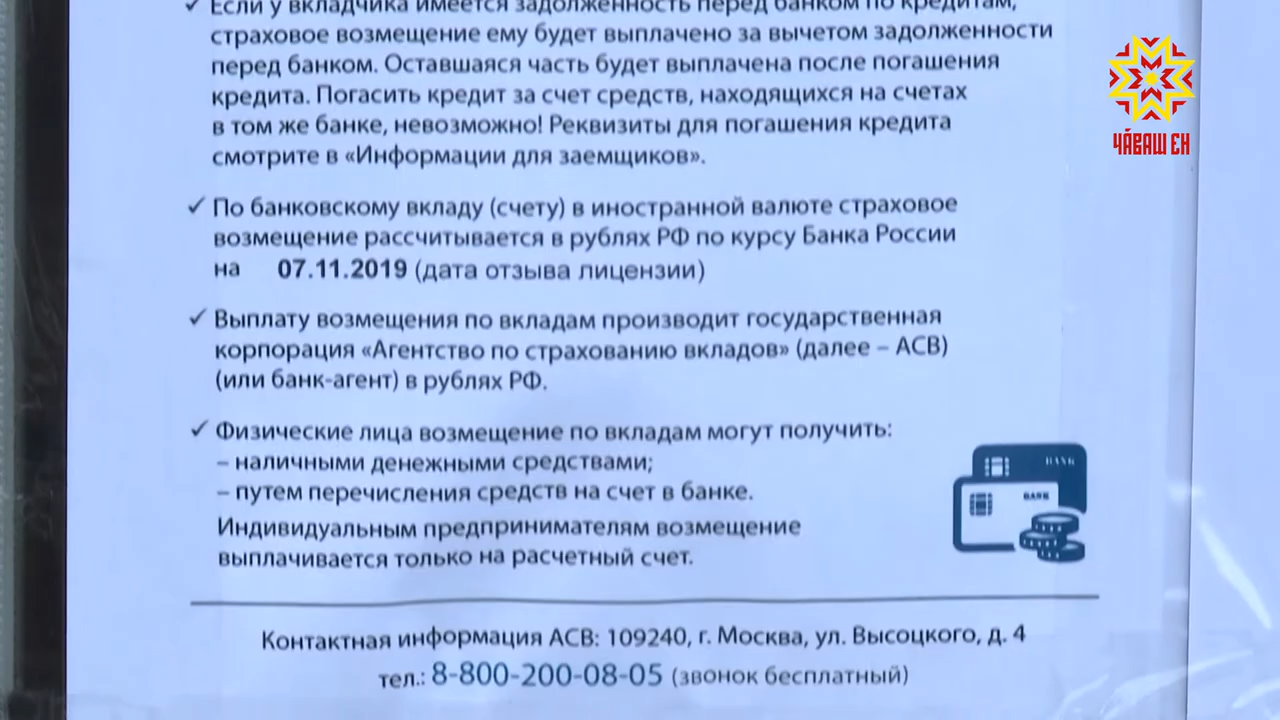 ✓ Если у вкладчика имеется задолженность перед банком по кредитам,
страховое возмещение ему будет выплачено за вычетом задолженности
перед банком. Оставшаяся часть будет выплачена после погашения
кредита. Погасить кредит за счет средств, находящихся на счетах
в том же банке, невозможно! Реквизиты для погашения кредита
смотрите в «Информации для заемщиков».
✓ По банковскому вкладу (счету) в иностранной валюте страховое
возмещение рассчитывается в рублях РФ по курсу Банка России
на 07.11.2019 (дата отзыва лицензии)
✓ Выплату возмещения по вкладам производит государственная
корпорация «Агентство по страхованию вкладов» (далее – АСВ)
(или банк-агент) в рублях РФ.
✓ Физические лица возмещение по вкладам могут получить:
– наличными денежными средствами;
– путем перечисления средств на счет в банке.
Индивидуальным предпринимателям возмещение
выплачивается только на расчетный счет.
BANK
BANK
Контактная информация АСВ: 109240, г. Москва, ул. Высоцкого, д. 4
тел.: 8-800-200-08-05 (звонок бесплатный)
ЧӐВАШ ЕН